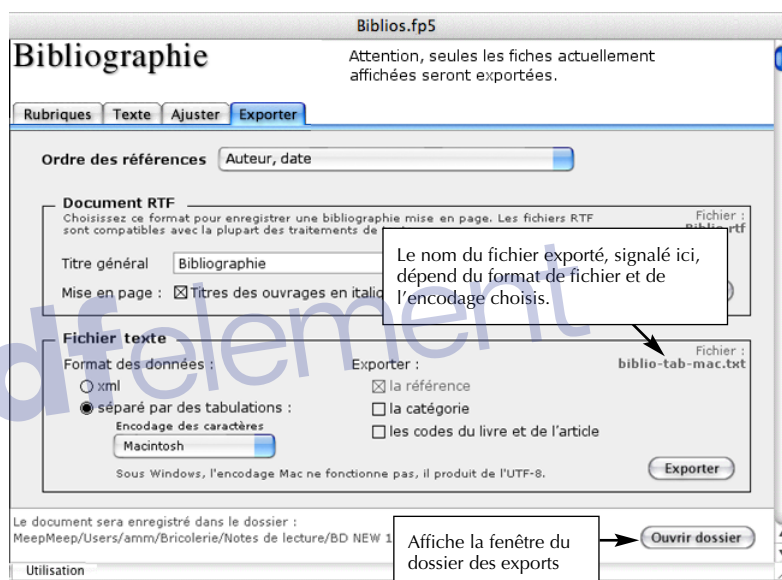 Biblios.fp5
Bibliographie
Attention, seules les fiches actuellement
affichées seront exportées.
Rubriques Texte Ajuster Exporter
Ordre des références Auteur, date
Document RTF
Choisissez ce format pour enregistrer une bibliographie mise en page. Les fichiers RTF
sont compatibles avec la plupart des traitements de
Fichier :
Biblio.rtf
Titre général Bibliographie
Mise en page : Titres des ouvrages en italiq
Le nom du fichier exporté, signalé ici,
dépend du format de fichier et de
l'encodage choisis.
Fichier texte
Format des données :
xml
séparé par des tabulations :
Encodage des caractères
Macintosh
Exporter :
la référence
la catégorie
les codes du livre et de l'article
Fichier :
biblio-tab-mac.txt
Sous Windows, l'encodage Mac ne fonctionne pas, il produit de l'UTF-8.
Exporter
Le document sera enregistré dans le dossier :
MeepMeep/Users/amm/Bricolerie/Notes de lecture/BD NEW 1
Affiche la fenêtre du
dossier des exports
Ouvrir dossier
Utilisation
dfelement